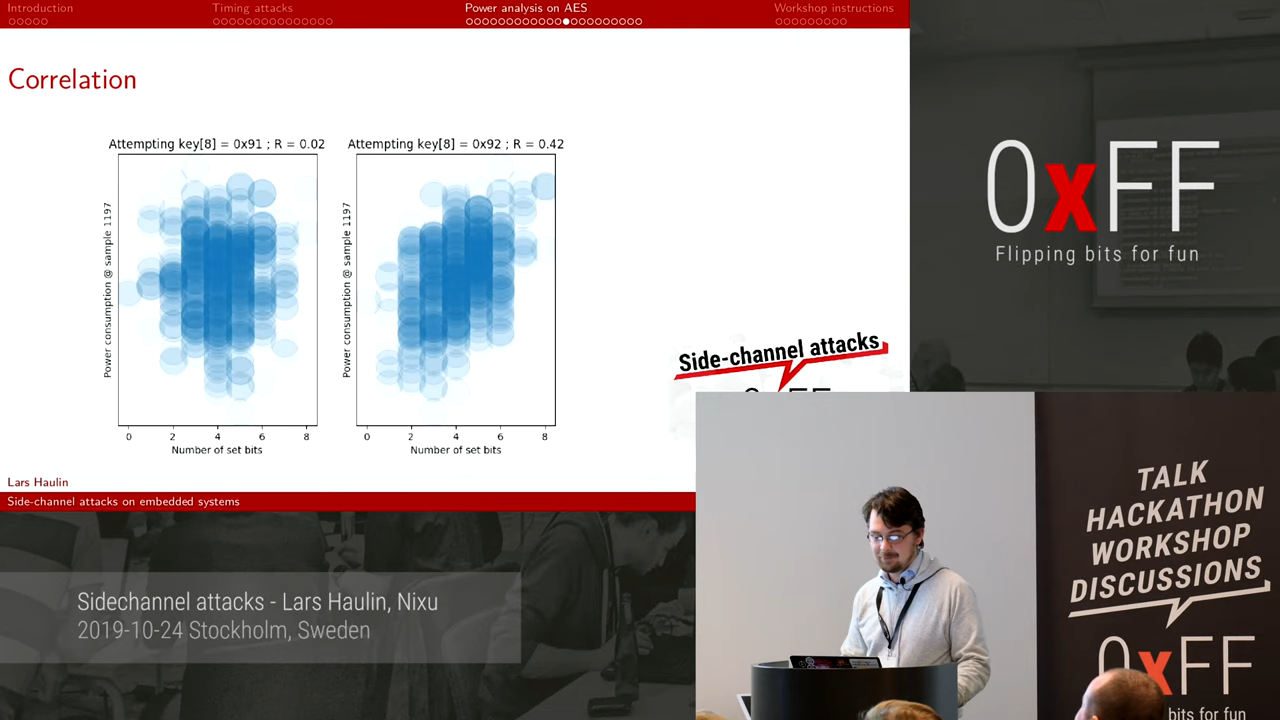 Introduction
Timing attacks
Power analysis on AES
Workshop instructions
Correlation
Attempting key[8] = 0x91 ; R = 0.02
Attempting key[8] = 0x92 ; R = 0.42
Power consumption @ sample 1197
Power consumption @ sample 1197
0 2 4 6 8
0 2 4 6 8
Number of set bits
Number of set bits
Side-channel attacks
Lars Haulin
Side-channel attacks on embedded systems
0xFF
Flipping bits for fun
Sidechannel attacks - Lars Haulin, Nixu
2019-10-24 Stockholm, Sweden
TALK
HACKATHON
WORKSHOP
DISCUSSIONS
0xFF
bits for fun